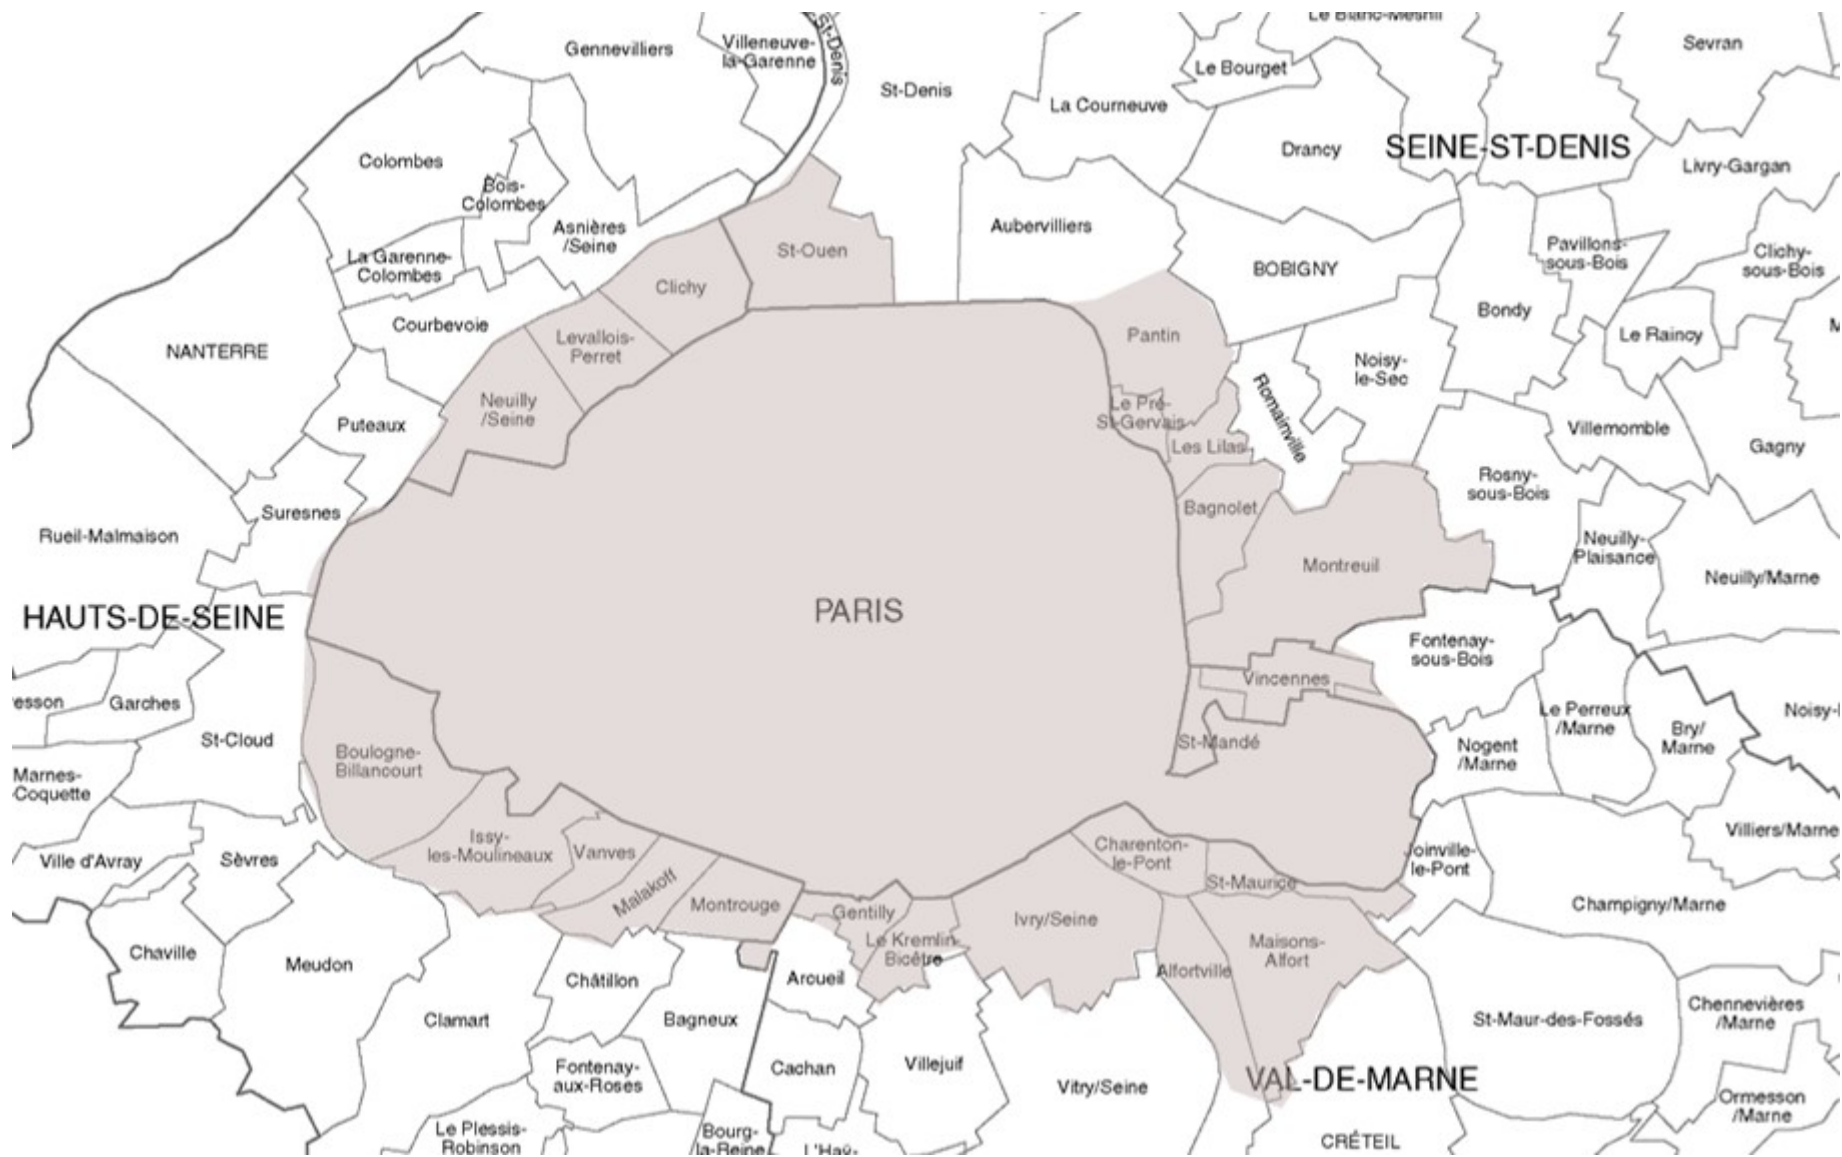 Le Blanc-Mesnil
Gennevilliers
Villeneuve-
la-Garenne
St-Denis
Sevran
Le Bourget
St-Denis
La Courneuve
Colombes
Drancy
SEINE-ST-DENIS
Livry-Gargan
Bois-
Colombes
Asnières
/Seine
Aubervilliers
St-Ouen
Pavillons-
sous-Bois
Clichy-
sous-Bois
La Garenne-
Colombes
BOBIGNY
Clichy
Bondy
Courbevoie
Levallois-
Perret
Pantin
Le Raincy
M
NANTERRE
Noisy-
le-Sec
Neuilly
/Seine
Le Pré-
St-Gervais
Romainville
Puteaux
Villemomble
Les Lilas
Gagny
Rosny-
sous-Bois
Suresnes
Bagnolet
Rueil-Malmaison
Neuilly-
Plaisance
Montreuil
Neuilly/Marne
HAUTS-DE-SEINE
PARIS
Fontenay-
sous-Bois
Vincennes
esson
Garches
Le Perreux
/Marne
Noisy-
St-Cloud
St-Mandé
Bry/
Marne
Nogent
/Marne
Boulogne-
Billancourt
Marnes-
Coquette
Villiers/Marne
Issy-
les-Moulineaux
Vanves
Charenton-
le-Pont
Joinville-
le-Pont
Ville d'Avray
Sèvres
St-Maurice
Malakoff
Montrouge
Gentilly
Ivry/Seine
Champigny/Marne
Le Kremlin-
Bicêtre
Maisons-
Alfort
Chaville
Meudon
Châtillon
Arcueil
Alfortville
Clamart
Bagneux
St-Maur-des-Fossés
Chennevières
/Marne
Fontenay-
aux-Roses
Cachan
Villejuif
Vitry/Seine
VAL-DE-MARNE
Ormesson
/Marne
Le Plessis-
Robinson
Bourg-
la-Reine
L'Haÿ-
CRÉTEIL